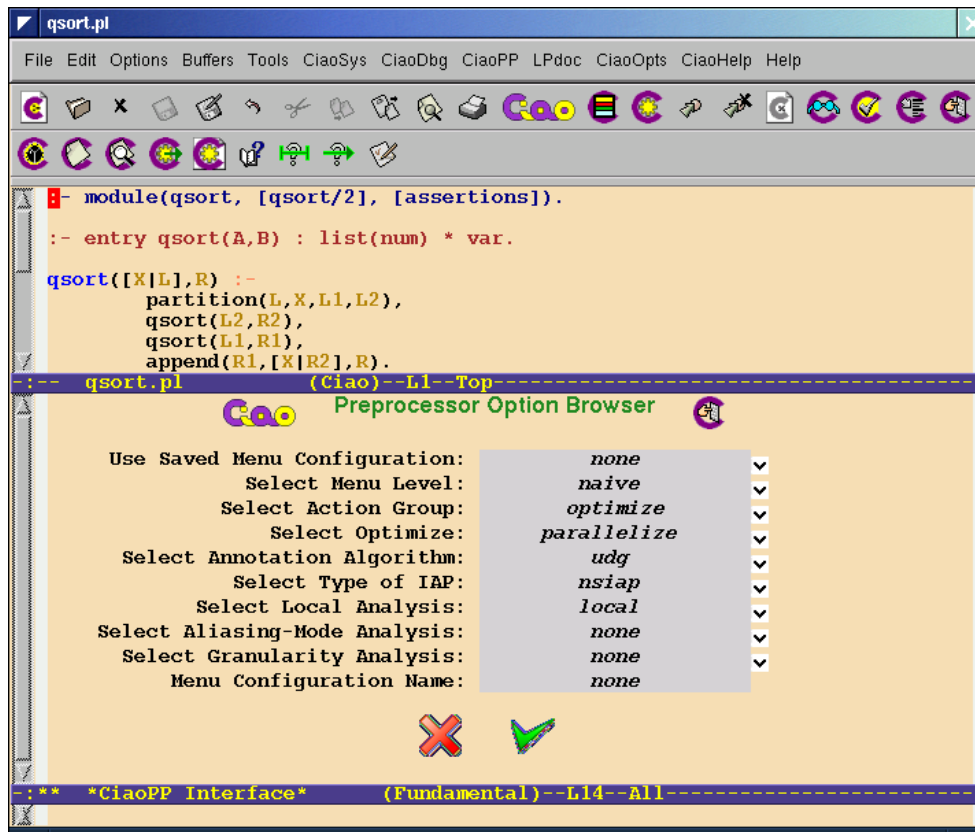 qsort.pl
File Edit Options Buffers Tools CiaoSys CiaoDbg CiaoPP LPdoc CiaoOpts CiaoHelp Help
Ciao
:- module(qsort, [qsort/2], [assertions]).
:- entry qsort(A,B) : list(num) * var.
qsort([X|L],R) :-
partition(L,X,L1,L2),
qsort(L2,R2),
qsort(L1,R1),
append(R1,[X|R2],R).
-:-- qsort.pl (Ciao)--L1--Top--------------------------------------
Ciao Preprocessor Option Browser
Use Saved Menu Configuration: none
Select Menu Level: naive
Select Action Group: optimize
Select Optimize: parallelize
Select Annotation Algorithm: udg
Select Type of IAP: nsiap
Select Local Analysis: local
Select Aliasing-Mode Analysis: none
Select Granularity Analysis: none
Menu Configuration Name: none
-:** *CiaoPP Interface* (Fundamental)--L14--All-------------------------